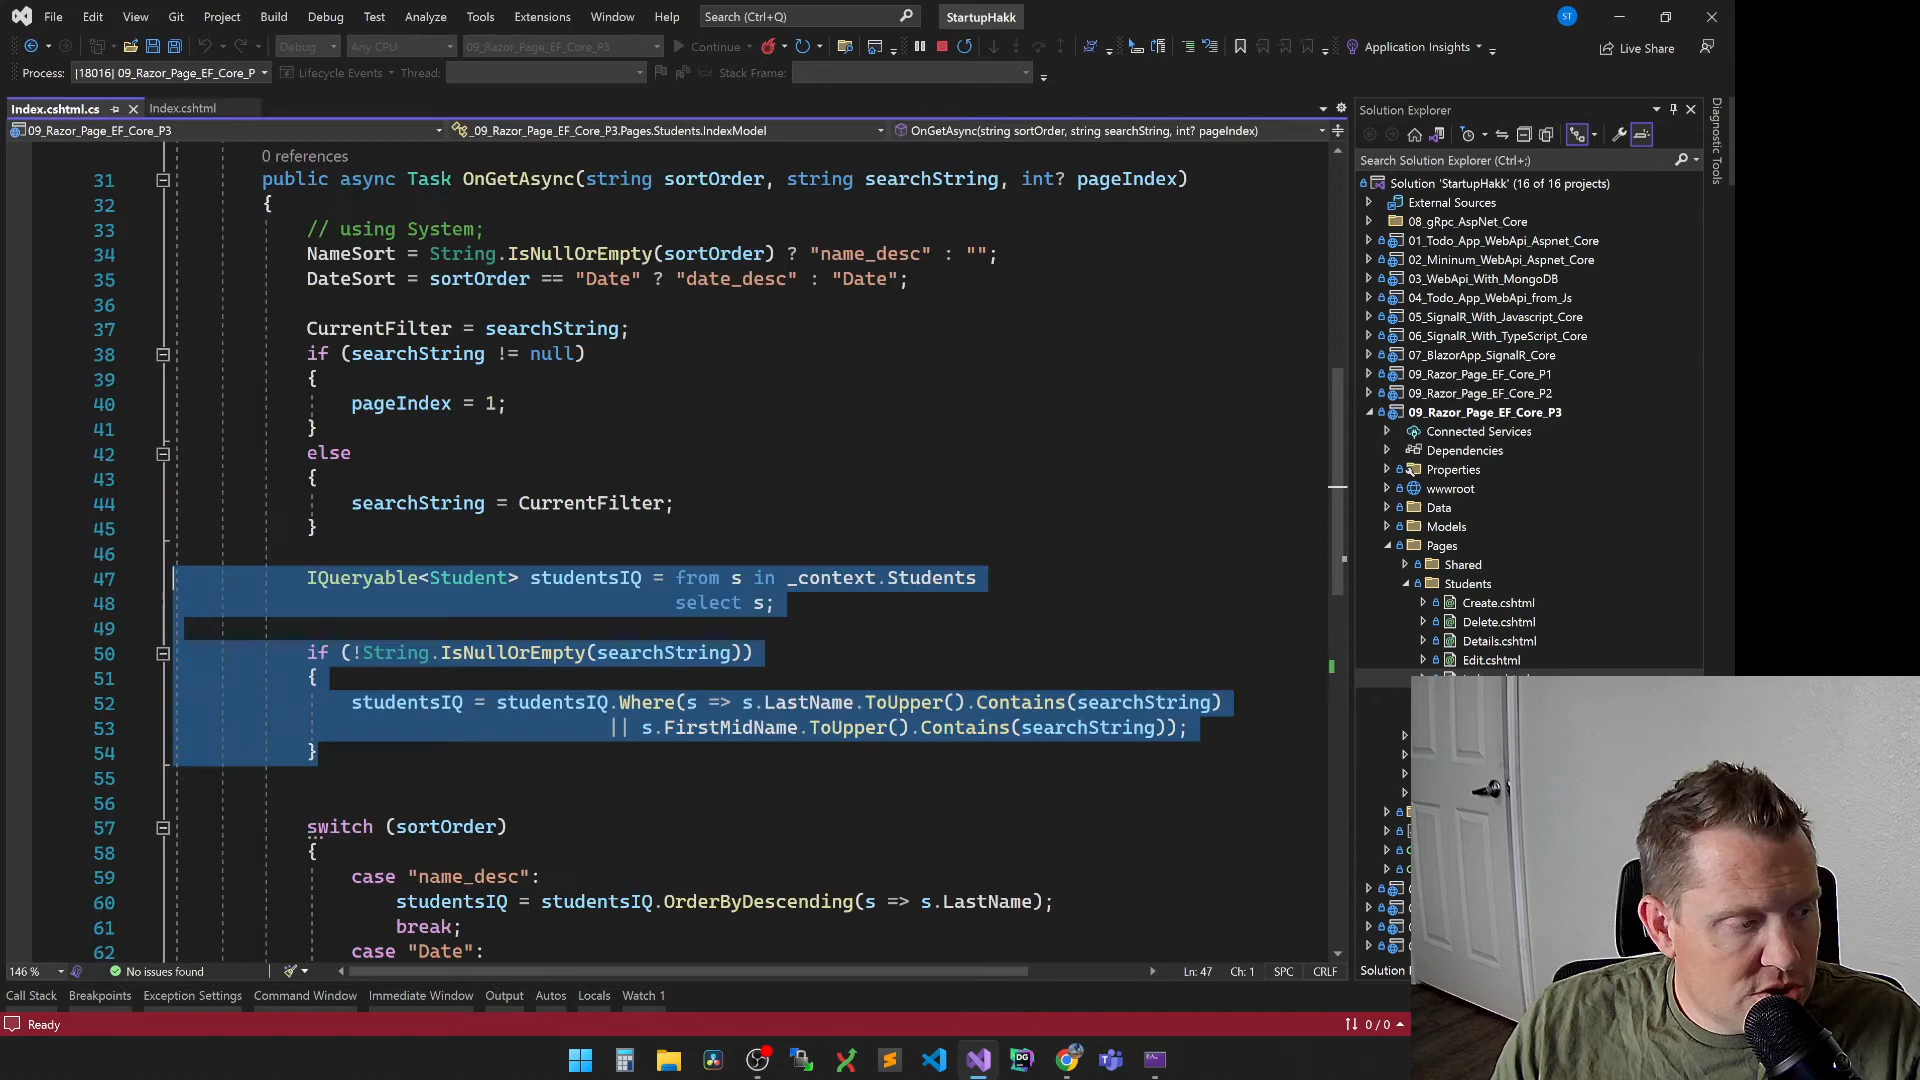 File Edit View Git Project Build Debug Test Analyze Tools Extensions Window Help Search (Ctrl+Q) StartupHakk ST
Debug Any CPU 09_Razor_Page_EF_Core_P3 Continue Application Insights Live Share
Process: [18016] 09_Razor_Page_EF_Core_P Lifecycle Events Thread: Stack Frame:
Index.cshtml.cs Index.cshtml
09_Razor_Page_EF_Core_P3 _09_Razor_Page_EF_Core_P3.Pages.Students.IndexModel OnGetAsync(string sortOrder, string searchString, int? pageIndex)
0 references
31 public async Task OnGetAsync(string sortOrder, string searchString, int? pageIndex)
32 {
33 // using System;
34 NameSort = String.IsNullOrEmpty(sortOrder) ? "name_desc" : "";
35 DateSort = sortOrder == "Date" ? "date_desc" : "Date";
36
37 CurrentFilter = searchString;
38 if (searchString != null)
39 {
40 pageIndex = 1;
41 }
42 else
43 {
44 searchString = CurrentFilter;
45 }
46
47 IQueryable<Student> studentsIQ = from s in _context.Students
48 select s;
49
50 if (!String.IsNullOrEmpty(searchString))
51 {
52 studentsIQ = studentsIQ.Where(s => s.LastName.ToUpper().Contains(searchString)
53 || s.FirstMidName.ToUpper().Contains(searchString));
54 }
55
56
57 switch (sortOrder)
58 {
59 case "name_desc":
60 studentsIQ = studentsIQ.OrderByDescending(s => s.LastName);
61 break;
62 case "Date":
146 % No issues found Ln: 47 Ch: 1 SPC CRLF
Call Stack Breakpoints Exception Settings Command Window Immediate Window Output Autos Locals Watch 1
Ready 0 / 0
Solution Explorer
Search Solution Explorer (Ctrl+;)
Solution 'StartupHakk' (16 of 16 projects)
External Sources
08_gRpc_AspNet_Core
01_Todo_App_WebApi_Aspnet_Core
02_Mininum_WebApi_Aspnet_Core
03_WebApi_With_MongoDB
04_Todo_App_WebApi_from_Js
05_SignalR_With_Javascript_Core
06_SignalR_With_TypeScript_Core
07_BlazorApp_SignalR_Core
09_Razor_Page_EF_Core_P1
09_Razor_Page_EF_Core_P2
09_Razor_Page_EF_Core_P3
Connected Services
Dependencies
Properties
wwwroot
Data
Models
Pages
Shared
Students
Create.cshtml
Delete.cshtml
Details.cshtml
Edit.cshtml
Solution
Diagnostic Tools
DG